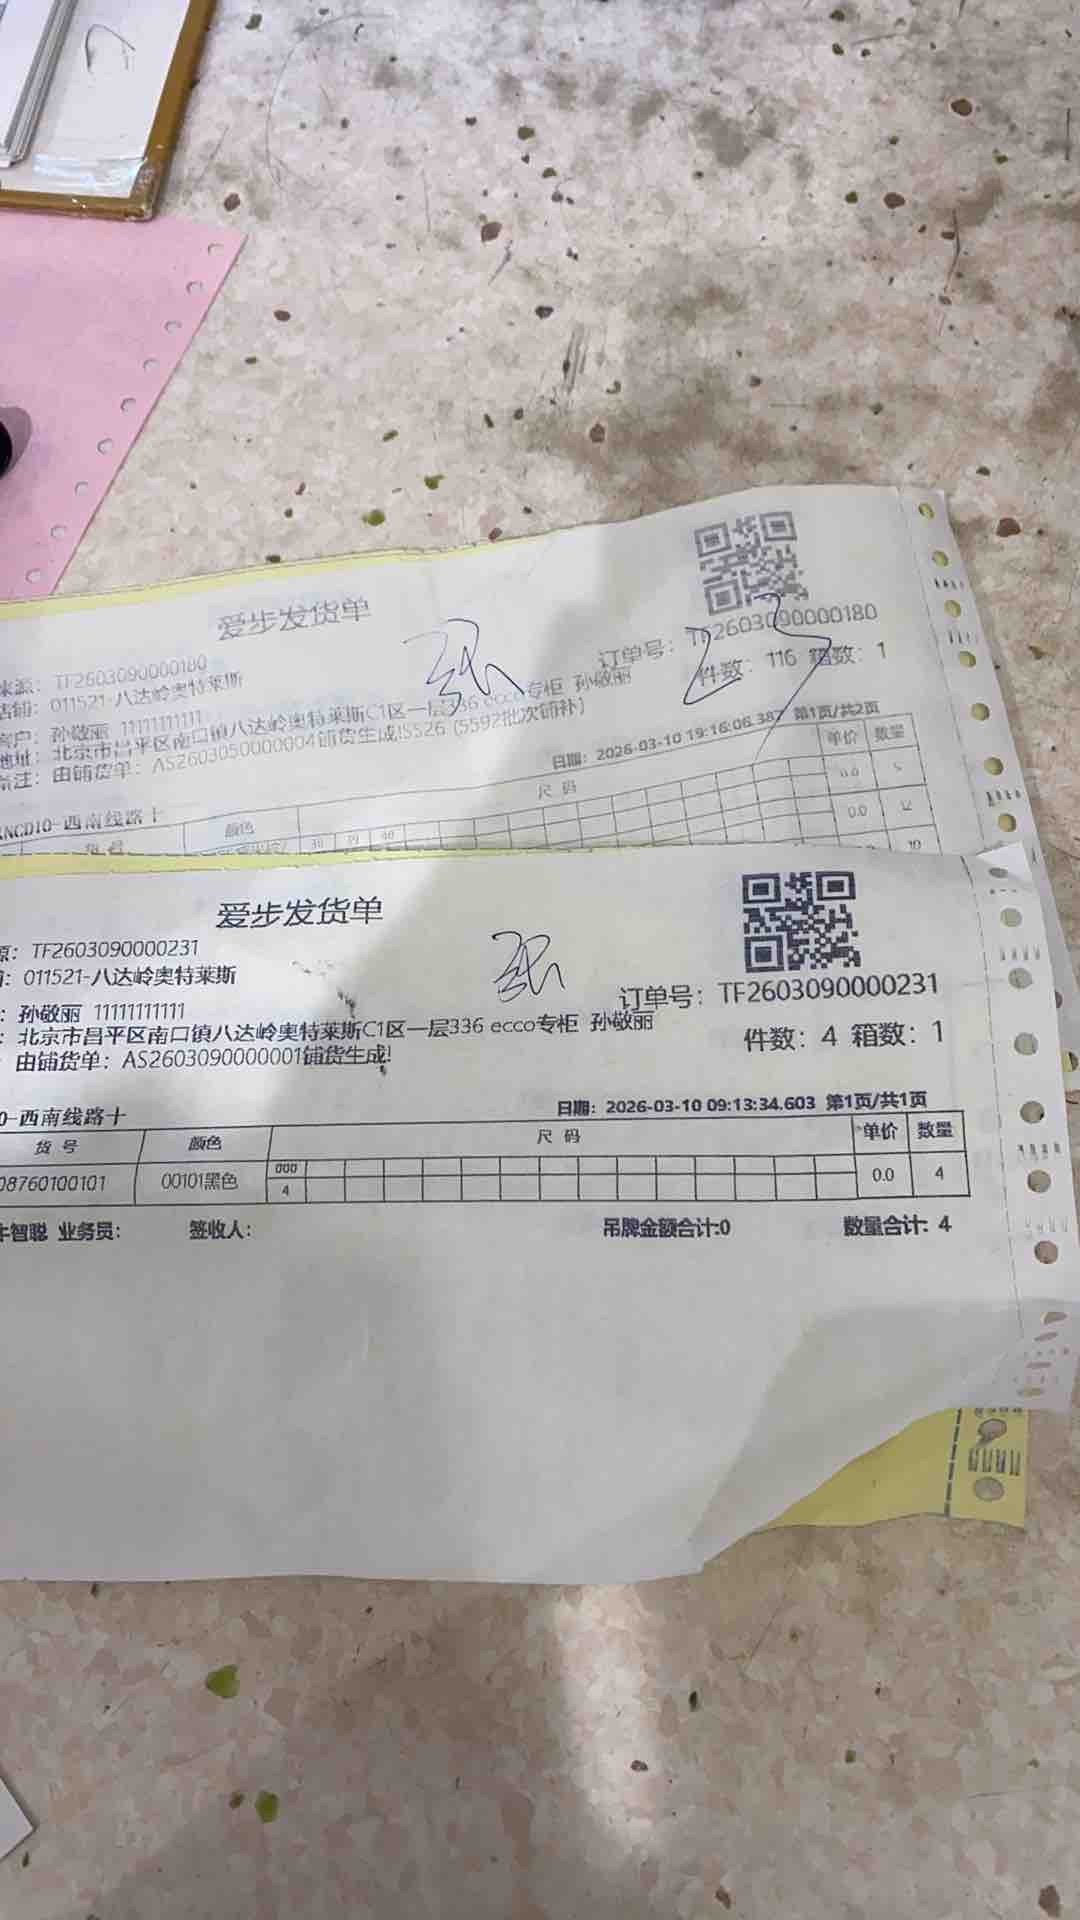 爱步发货单
来源：TF2603090000180
店铺：011521-八达岭奥特莱斯
孙敬丽 11111111111
地址：北京市昌平区南口镇八达岭奥特莱斯C1区一层336 ecco专柜 孙敬丽
备注：由铺货单：AS2603050000004铺货生成!SS26 (5592批次铺补)
订单号：TF2603090000180
件数：116 箱数：1
日期：2026-03-10 19:16:06.387 第1页/共2页
NCD10-西南线路十
货号 颜色 尺 码 单价 数量
39 40 0.0 5
0.0 12
10
爱步发货单
源：TF2603090000231
：011521-八达岭奥特莱斯
：孙敬丽 11111111111
：北京市昌平区南口镇八达岭奥特莱斯C1区一层336 ecco专柜 孙敬丽
由铺货单：AS2603090000001铺货生成!
订单号：TF2603090000231
件数：4 箱数：1
0-西南线路十
日期：2026-03-10 09:13:34.603 第1页/共1页
货 号 颜色 尺 码 单价 数量
08760100101 00101黑色 000 4 0.0 4
牛智聪 业务员： 签收人： 吊牌金额合计:0 数量合计：4